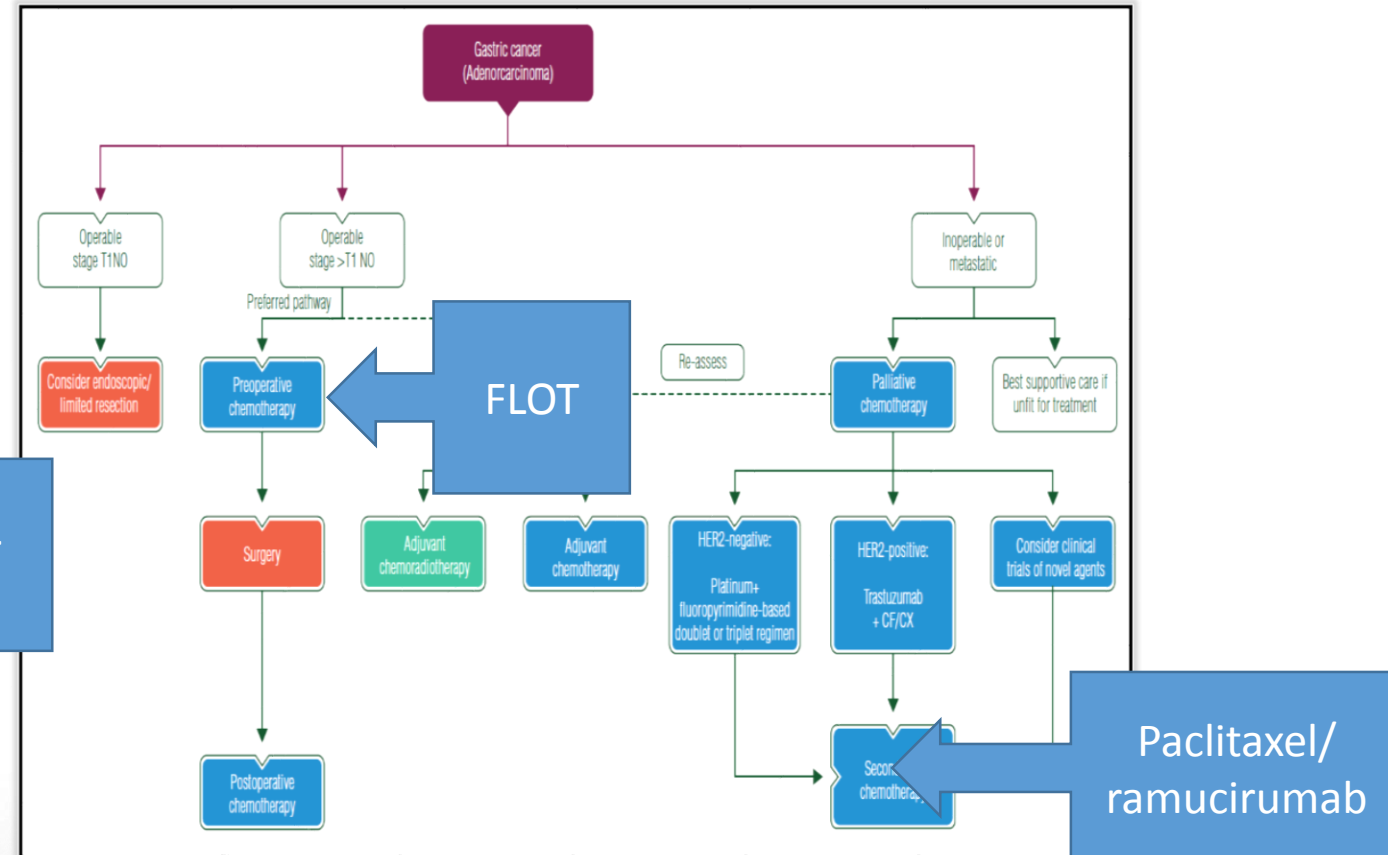 Gastric cancer
(Adenorcarcinoma)
Operable
stage T1N0
Operable
stage >T1 N0
Inoperable or
metastatic
Preferred pathway
Consider endoscopic/
limited resection
Preoperative
chemotherapy
FLOT
Re-assess
Palliative
chemotherapy
Best supportive care if
unfit for treatment
Surgery
Adjuvant
chemoradiotherapy
Adjuvant
chemotherapy
HER2-negative:
Platinum+
fluoropyrimidine-based
doublet or triplet regimen
HER2-positive:
Trastuzumab
+ CF/CX
Consider clinical
trials of novel agents
Postoperative
chemotherapy
Paclitaxel/
ramucirumab